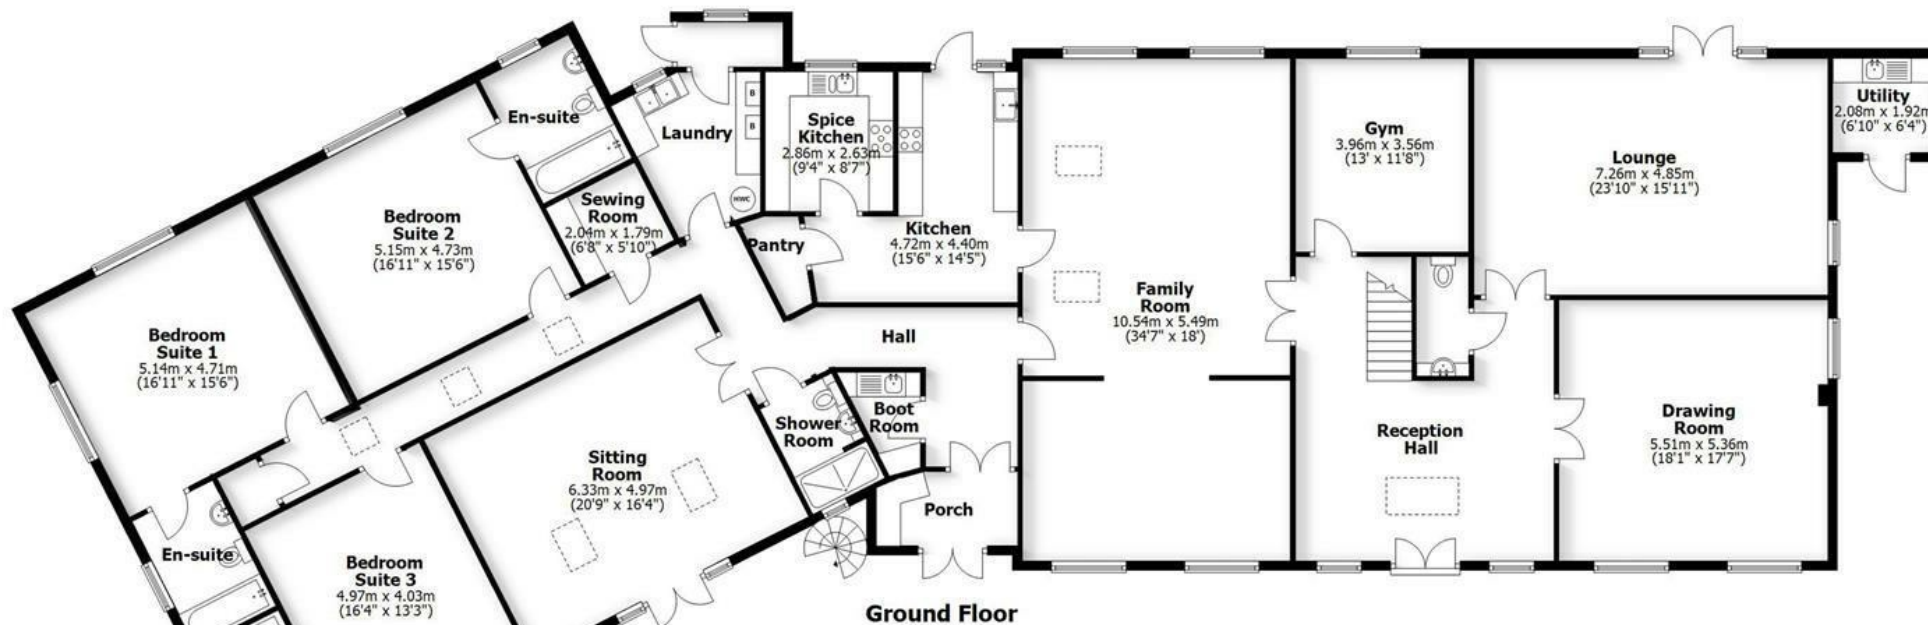 En-suite
Laundry
B
B
HWC
Spice
Kitchen
2.86m x 2.63m
(9'4" x 8'7")
Gym
3.96m x 3.56m
(13' x 11'8")
Lounge
7.26m x 4.85m
(23'10" x 15'11")
Utility
2.08m x 1.92m
(6'10" x 6'4")
Bedroom
Suite 2
5.15m x 4.73m
(16'11" x 15'6")
Sewing
Room
2.04m x 1.79m
(6'8" x 5'10")
Pantry
Kitchen
4.72m x 4.40m
(15'6" x 14'5")
Family
Room
10.54m x 5.49m
(34'7" x 18')
Bedroom
Suite 1
5.14m x 4.71m
(16'11" x 15'6")
Hall
Sitting
Room
6.33m x 4.97m
(20'9" x 16'4")
Shower
Room
Boot
Room
Reception
Hall
Drawing
Room
5.51m x 5.36m
(18'1" x 17'7")
Porch
En-suite
Bedroom
Suite 3
4.97m x 4.03m
(16'4" x 13'3")
Ground Floor